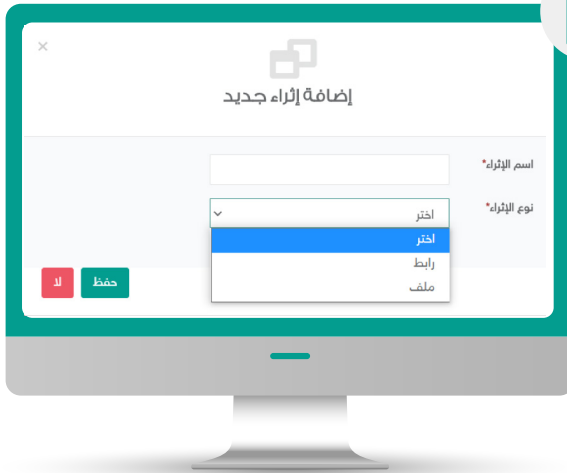 ×
إضافة إثراء جديد
اسم الإثراء*
نوع الإثراء*
اختر
اختر
رابط
ملف
حفظ
لا